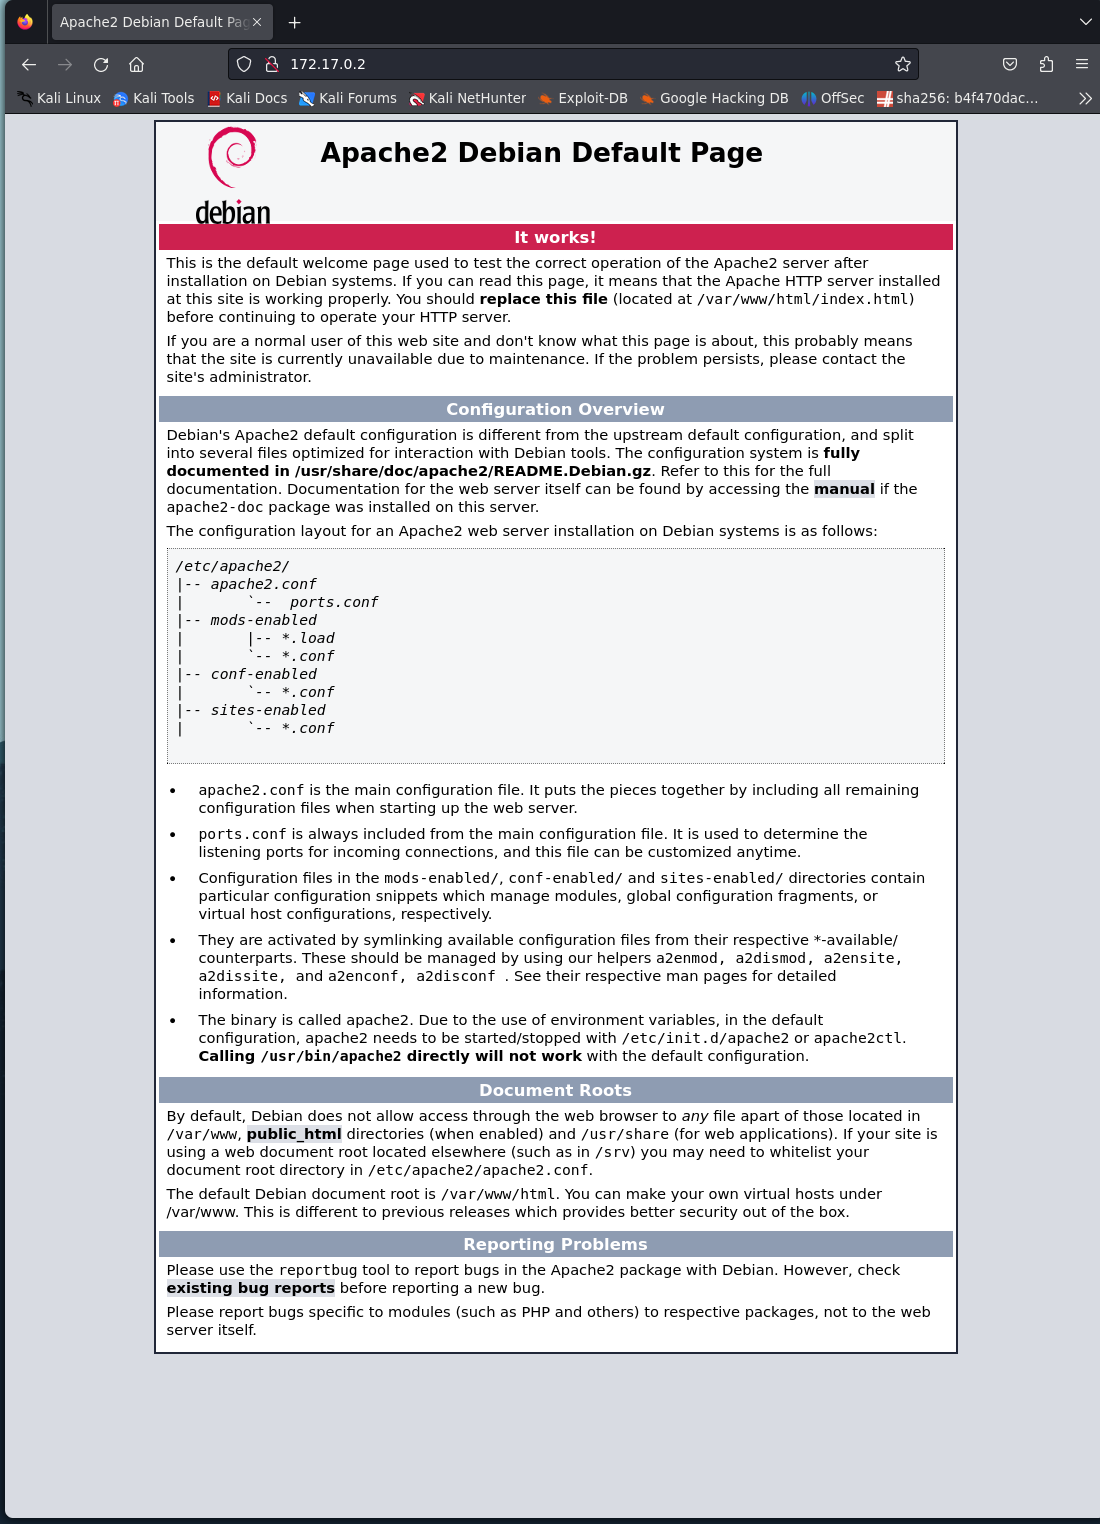 Apache2 Debian Default Pag
172.17.0.2
Kali Linux Kali Tools Kali Docs Kali Forums Kali NetHunter Exploit-DB Google Hacking DB OffSec sha256: b4f470dac…
debian
Apache2 Debian Default Page
It works!
This is the default welcome page used to test the correct operation of the Apache2 server after
installation on Debian systems. If you can read this page, it means that the Apache HTTP server installed
at this site is working properly. You should replace this file (located at /var/www/html/index.html)
before continuing to operate your HTTP server.
If you are a normal user of this web site and don't know what this page is about, this probably means
that the site is currently unavailable due to maintenance. If the problem persists, please contact the
site's administrator.
Configuration Overview
Debian's Apache2 default configuration is different from the upstream default configuration, and split
into several files optimized for interaction with Debian tools. The configuration system is fully
documented in /usr/share/doc/apache2/README.Debian.gz. Refer to this for the full
documentation. Documentation for the web server itself can be found by accessing the manual if the
apache2-doc package was installed on this server.
The configuration layout for an Apache2 web server installation on Debian systems is as follows:
/etc/apache2/
|-- apache2.conf
|       `--  ports.conf
|-- mods-enabled
|       |-- *.load
|       `-- *.conf
|-- conf-enabled
|       `-- *.conf
|-- sites-enabled
|       `-- *.conf
• apache2.conf is the main configuration file. It puts the pieces together by including all remaining
configuration files when starting up the web server.
• ports.conf is always included from the main configuration file. It is used to determine the
listening ports for incoming connections, and this file can be customized anytime.
• Configuration files in the mods-enabled/, conf-enabled/ and sites-enabled/ directories contain
particular configuration snippets which manage modules, global configuration fragments, or
virtual host configurations, respectively.
• They are activated by symlinking available configuration files from their respective *-available/
counterparts. These should be managed by using our helpers a2enmod, a2dismod, a2ensite,
a2dissite, and a2enconf, a2disconf . See their respective man pages for detailed
information.
• The binary is called apache2. Due to the use of environment variables, in the default
configuration, apache2 needs to be started/stopped with /etc/init.d/apache2 or apache2ctl.
Calling /usr/bin/apache2 directly will not work with the default configuration.
Document Roots
By default, Debian does not allow access through the web browser to any file apart of those located in
/var/www, public_html directories (when enabled) and /usr/share (for web applications). If your site is
using a web document root located elsewhere (such as in /srv) you may need to whitelist your
document root directory in /etc/apache2/apache2.conf.
The default Debian document root is /var/www/html. You can make your own virtual hosts under
/var/www. This is different to previous releases which provides better security out of the box.
Reporting Problems
Please use the reportbug tool to report bugs in the Apache2 package with Debian. However, check
existing bug reports before reporting a new bug.
Please report bugs specific to modules (such as PHP and others) to respective packages, not to the web
server itself.